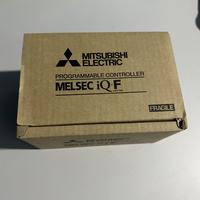 MITSUBISHI
ELECTRIC
PROGRAMMABLE CONTROLLER
MELSEC iQ F
FRAGILE